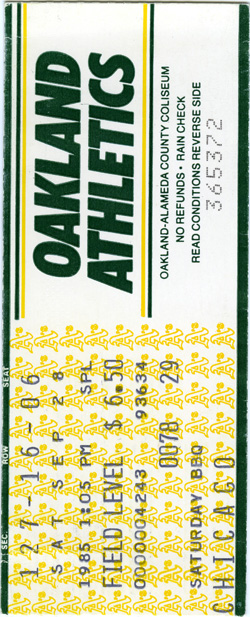 OAKLAND
ATHLETICS
OAKLAND-ALAMEDA COUNTY COLISEUM
NO REFUNDS • RAIN CHECK
READ CONDITIONS REVERSE SIDE
365372
SEC. ROW SEAT
127-16-06
SAT SEP 28
1985 1:05 PM SPL
FIELD LEVEL $ 6.50
0000004243 93634
0078 29
SATURDAY BBQ
CHICAGO